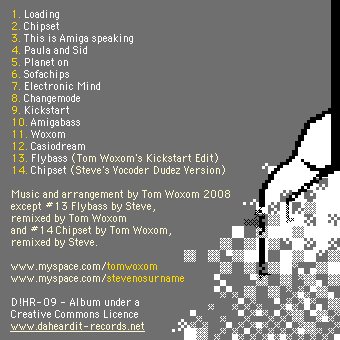 1. Loading
2. Chipset
3. This is Amiga speaking
4. Paula and Sid
5. Planet on
6. Sofachips
7. Electronic Mind
8. Changemode
9. Kickstart
10. Amigabass
11. Woxom
12. Casiodream
13. Flybass (Tom Woxom's Kickstart Edit)
14. Chipset (Steve's Vocoder Dudez Version)
Music and arrangement by Tom Woxom 2008
except #13 Flybass by Steve,
remixed by Tom Woxom
and #14 Chipset by Tom Woxom,
remixed by Steve.
www.myspace.com/tomwoxom
www.myspace.com/stevenosurname
D!HR-09 - Album under a
Creative Commons Licence
www.daheardit-records.net